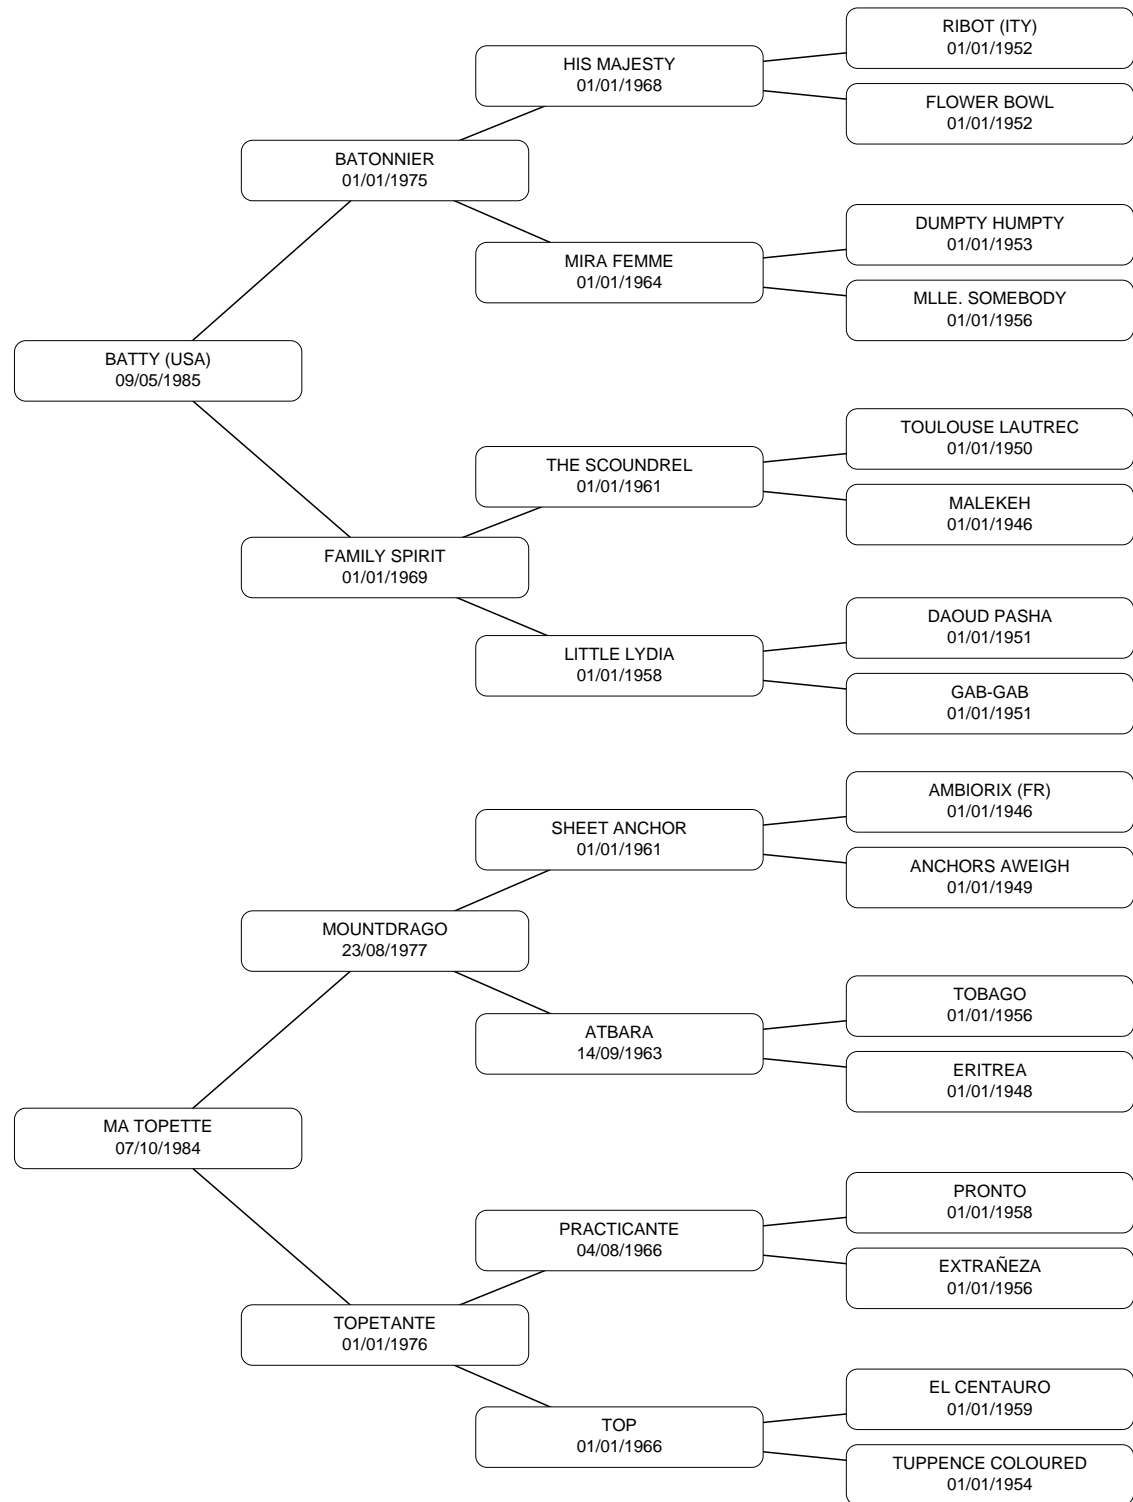 RIBOT (ITY)
01/01/1952
HIS MAJESTY
01/01/1968
FLOWER BOWL
01/01/1952
BATONNIER
01/01/1975
DUMPTY HUMPTY
01/01/1953
MIRA FEMME
01/01/1964
MLLE. SOMEBODY
01/01/1956
BATTY (USA)
09/05/1985
TOULOUSE LAUTREC
01/01/1950
THE SCOUNDREL
01/01/1961
MALEKEH
01/01/1946
FAMILY SPIRIT
01/01/1969
DAOUD PASHA
01/01/1951
LITTLE LYDIA
01/01/1958
GAB-GAB
01/01/1951
AMBIORIX (FR)
01/01/1946
SHEET ANCHOR
01/01/1961
ANCHORS AWEIGH
01/01/1949
MOUNTDRAGO
23/08/1977
TOBAGO
01/01/1956
ATBARA
14/09/1963
ERITREA
01/01/1948
MA TOPETTE
07/10/1984
PRONTO
01/01/1958
PRACTICANTE
04/08/1966
EXTRAÑEZA
01/01/1956
TOPETANTE
01/01/1976
EL CENTAURO
01/01/1959
TOP
01/01/1966
TUPPENCE COLOURED
01/01/1954